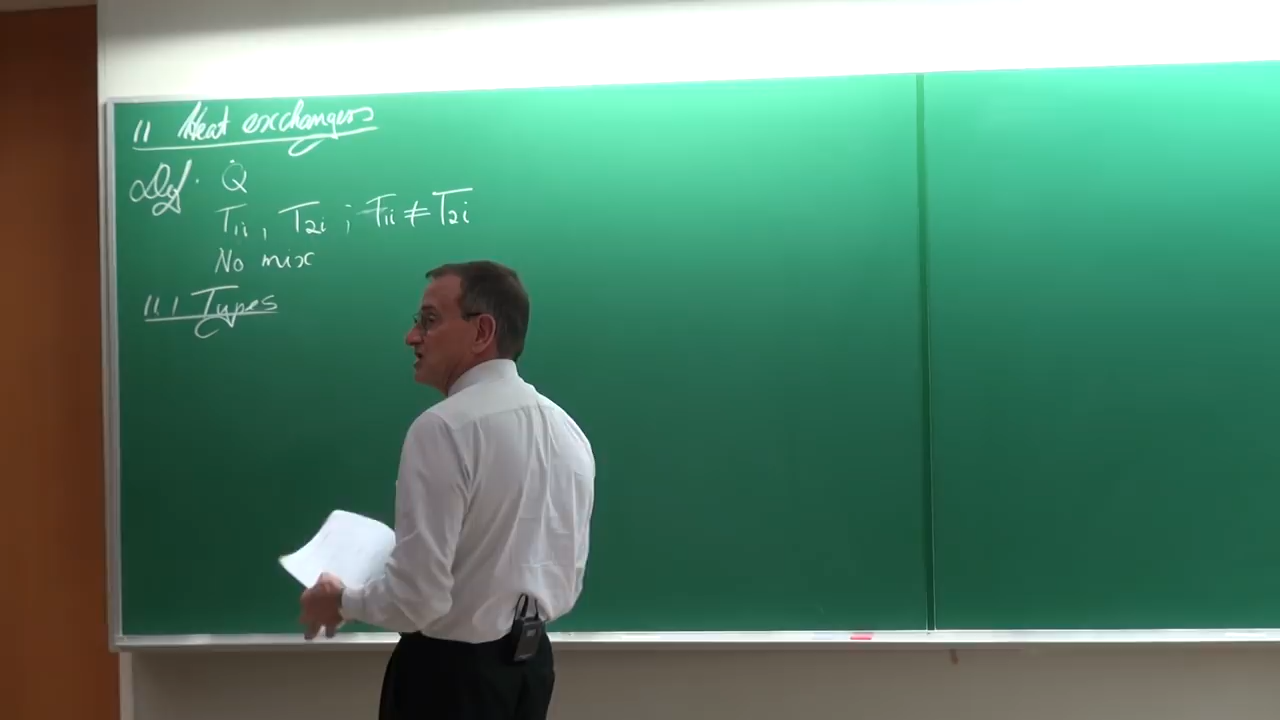 11 Heat exchangers
Def. Q̇
T1i, T2i ; T1i ≠ T2i
No mix
11.1 Types